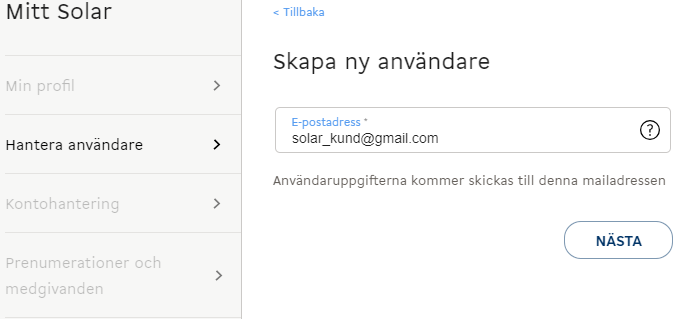 Mitt Solar
Min profil
Hantera användare
Kontohantering
Prenumerationer och
medgivanden
< Tillbaka
Skapa ny användare
E-postadress *
solar_kund@gmail.com
?
Användaruppgifterna kommer skickas till denna mailadressen
NÄSTA